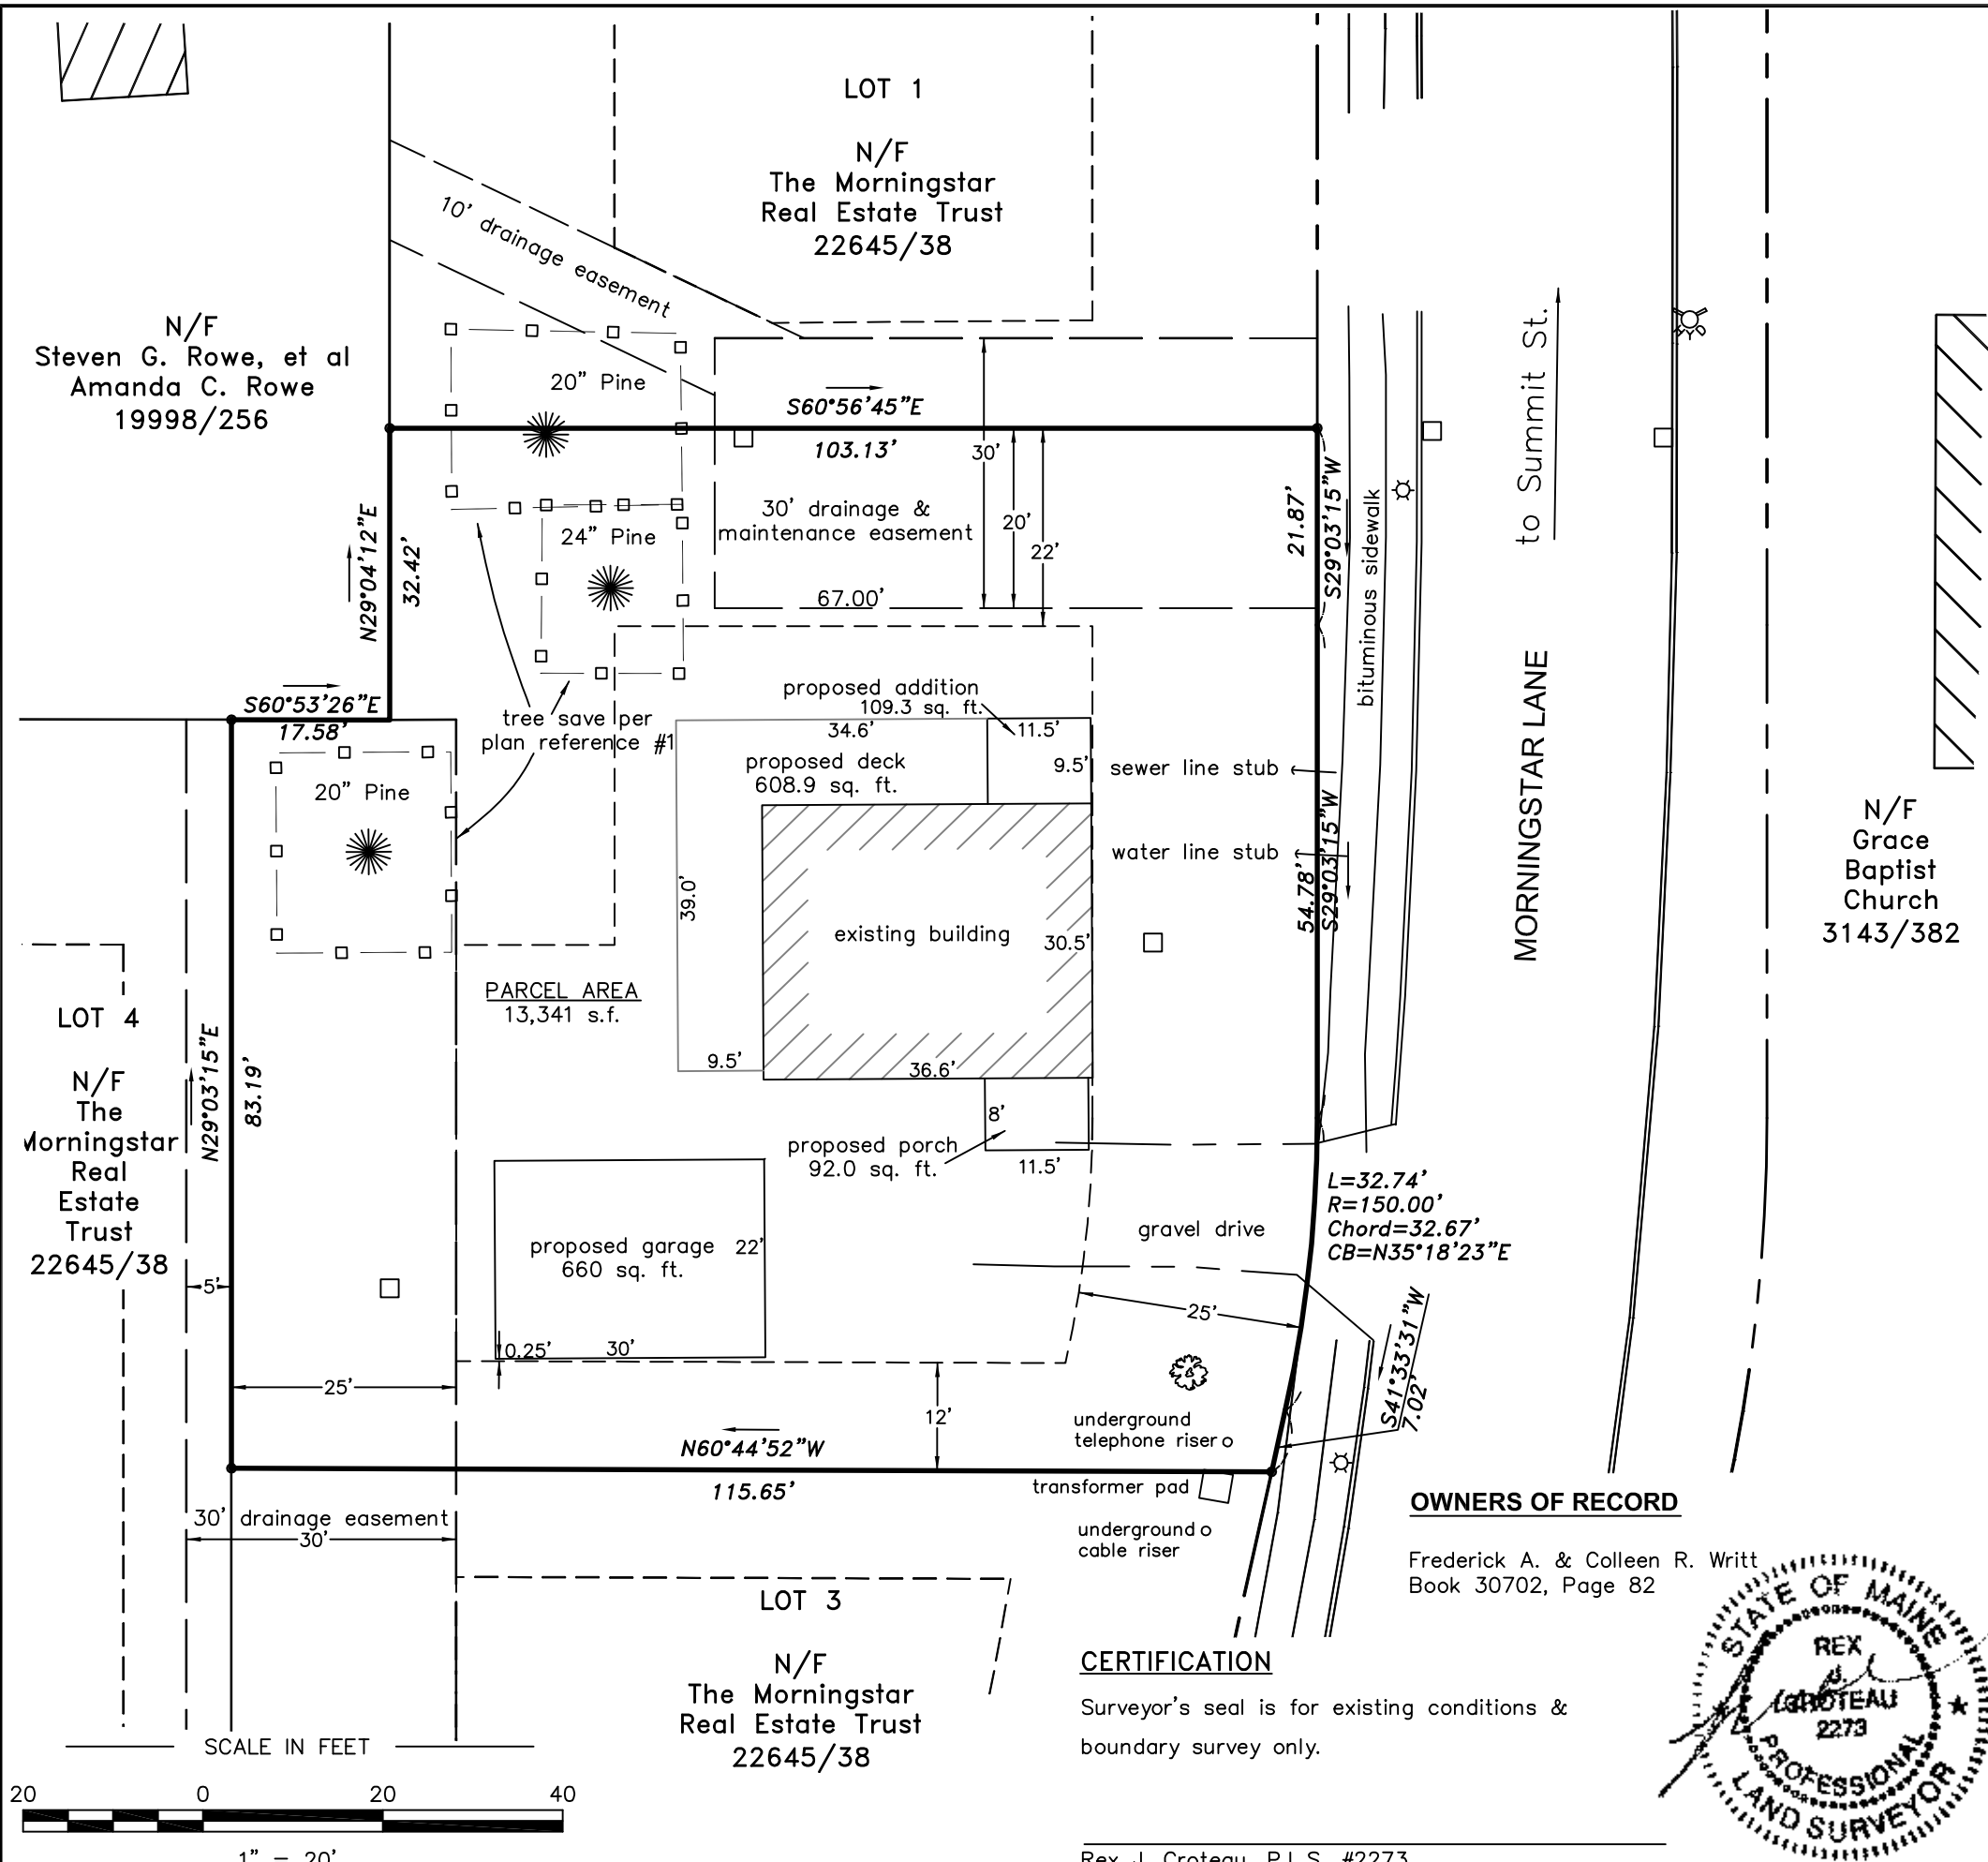 LOT 1
N/F
The Morningstar
Real Estate Trust
22645/38
10' drainage easement
N/F
Steven G. Rowe, et al
Amanda C. Rowe
19998/256
20" Pine
S60°56'45"E
103.13'
30'
20'
22'
30' drainage &
maintenance easement
67.00'
24" Pine
N29°04'12"E
32.42'
21.87'
S29°03'15"W
bituminous sidewalk
to Summit St.
MORNINGSTAR LANE
S60°53'26"E
17.58'
tree save per
plan reference #1
20" Pine
proposed addition
109.3 sq. ft.
34.6'
11.5'
9.5'
proposed deck
608.9 sq. ft.
sewer line stub
water line stub
54.78'
S29°03'15"W
39.0'
existing building
30.5'
36.6'
9.5'
N/F
Grace
Baptist
Church
3143/382
PARCEL AREA
13,341 s.f.
LOT 4
N/F
The
Morningstar
Real
Estate
Trust
22645/38
N29°03'15"E
83.19'
5'
proposed porch
92.0 sq. ft.
8'
11.5'
L=32.74'
R=150.00'
Chord=32.67'
CB=N35°18'23"E
gravel drive
proposed garage 22'
660 sq. ft.
0.25'
30'
25'
25'
12'
S41°33'31"W
7.02'
underground
telephone riser
N60°44'52"W
115.65'
transformer pad
underground
cable riser
30' drainage easement
30'
OWNERS OF RECORD
Frederick A. & Colleen R. Writt
Book 30702, Page 82
LOT 3
N/F
The Morningstar
Real Estate Trust
22645/38
CERTIFICATION
Surveyor's seal is for existing conditions &
boundary survey only.
STATE OF MAINE
REX
J.
CROTEAU
2273
PROFESSIONAL
LAND SURVEYOR
SCALE IN FEET
20 0 20 40
1" = 20'
Rex J. Croteau, P.L.S. #2273